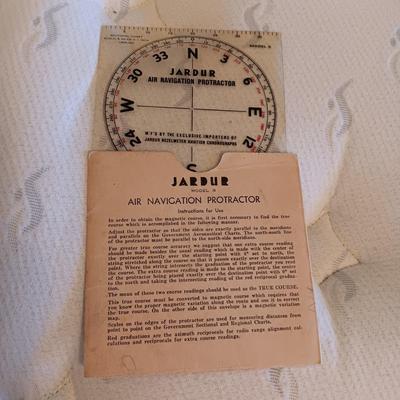 MODEL B
N
33
3
30
6
W
E
24
12
S
JARDUR
AIR NAVIGATION PROTRACTOR
M'F'D BY THE EXCLUSIVE IMPORTERS OF
JARDUR BEZELMETER AVIATION CHRONOGRAPHS
JARDUR
MODEL B
AIR NAVIGATION PROTRACTOR
Instructions for Use
In order to obtain the magnetic course, it is first necessary to find the true
course which is accomplished in the following manner.
Adjust the protractor so that the sides are exactly parallel to the meridians
and parallels on the Government Aeronautical Charts. The north-south line
of the protractor must be parallel to the north-side meridians.
For greater true course accuracy we suggest that one extra course reading
should be made besides the usual reading which is made with the center of
the protractor exactly over the starting point with 0° set to north, the
string stretched along the course so that it passes exactly over the destination
point. Where the string intersects the graduation of the protractor you read
the course. The extra course reading is made to the starting point, the center
of the protractor being placed exactly over the destination point with 0° set
to the north and taking the intersecting reading of the red reciprocal gradua-
tion.
The mean of these two course readings should be used as the TRUE COURSE.
This true course must be converted to magnetic course which requires that
you know the proper magnetic variation along the route and use it to correct
the true course. On the other side of this envelope is a magnetic variation
map.
Scales on the edges of the protractor are used for measuring distances from
point to point on the Government Sectional and Regional Charts.
Red graduations are the azimuth reciprocals for radio range alignment cal-
culations and reciprocals for extra course readings.